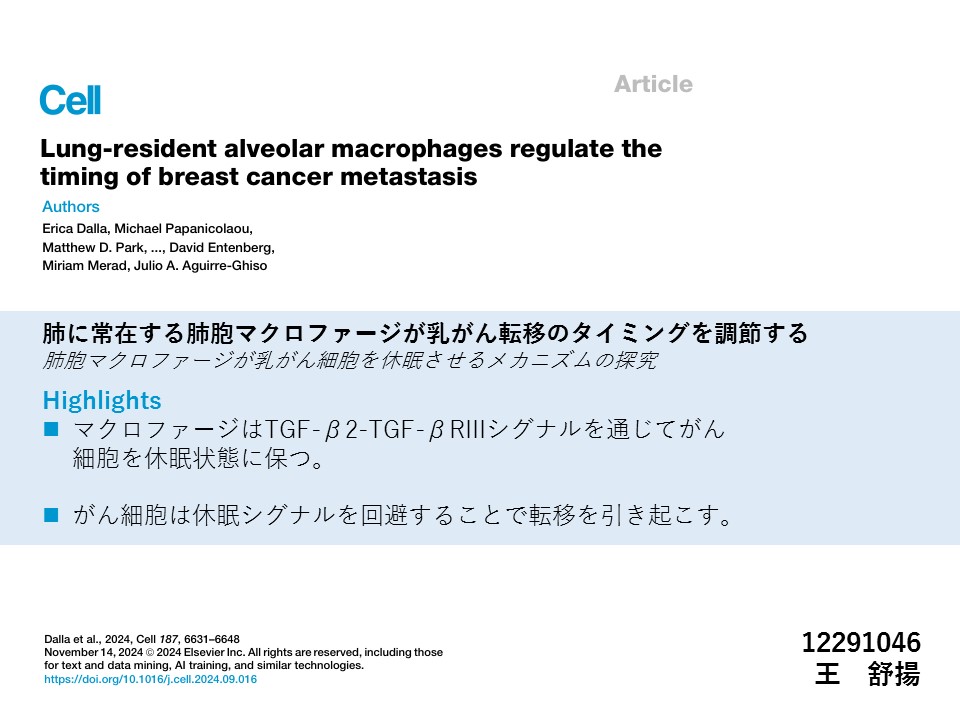 Article
Cell
Lung-resident alveolar macrophages regulate the
timing of breast cancer metastasis
Authors
Erica Dalla, Michael Papanicolaou,
Matthew D. Park, ..., David Entenberg,
Miriam Merad, Julio A. Aguirre-Ghiso
肺に常在する肺胞マクロファージが乳がん転移のタイミングを調節する
肺胞マクロファージが乳がん細胞を休眠させるメカニズムの探究
Highlights
■ マクロファージはTGF-β2-TGF-βRIIIシグナルを通じてがん
細胞を休眠状態に保つ。
■ がん細胞は休眠シグナルを回避することで転移を引き起こす。
Dalla et al., 2024, Cell 187, 6631–6648
November 14, 2024 © 2024 Elsevier Inc. All rights are reserved, including those
for text and data mining, AI training, and similar technologies.
https://doi.org/10.1016/j.cell.2024.09.016
12291046
王　舒揚